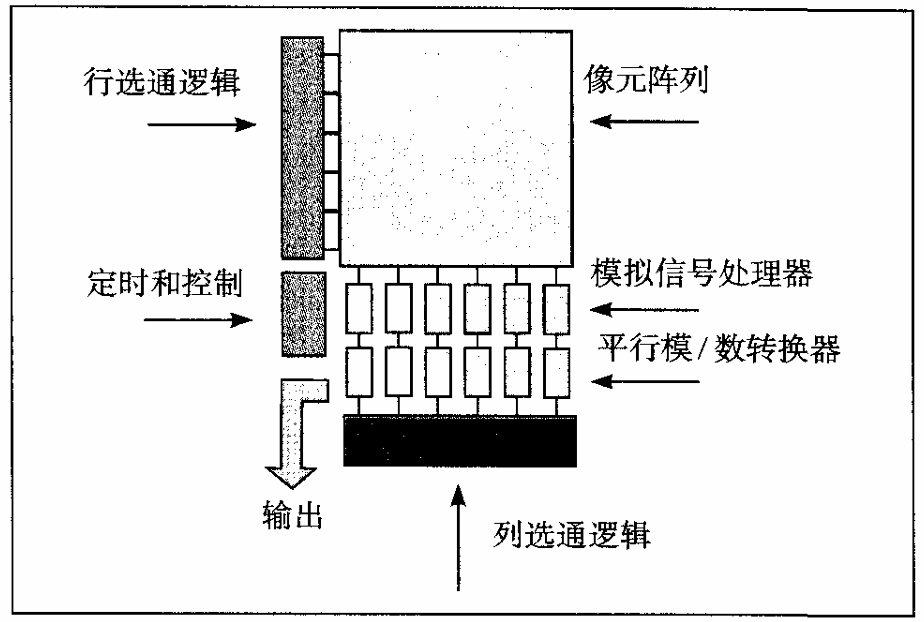 行选通逻辑
像元阵列
定时和控制
模拟信号处理器
平行模/数转换器
输出
列选通逻辑